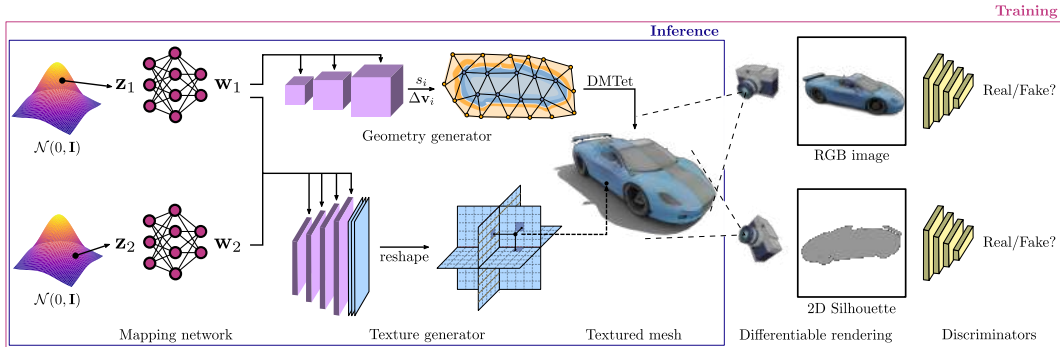 Training
Inference
z1
w1
N(0, I)
si
Δvi
Geometry generator
DMTet
RGB image
Real/Fake?
z2
w2
N(0, I)
reshape
2D Silhouette
Real/Fake?
Mapping network
Texture generator
Textured mesh
Differentiable rendering
Discriminators